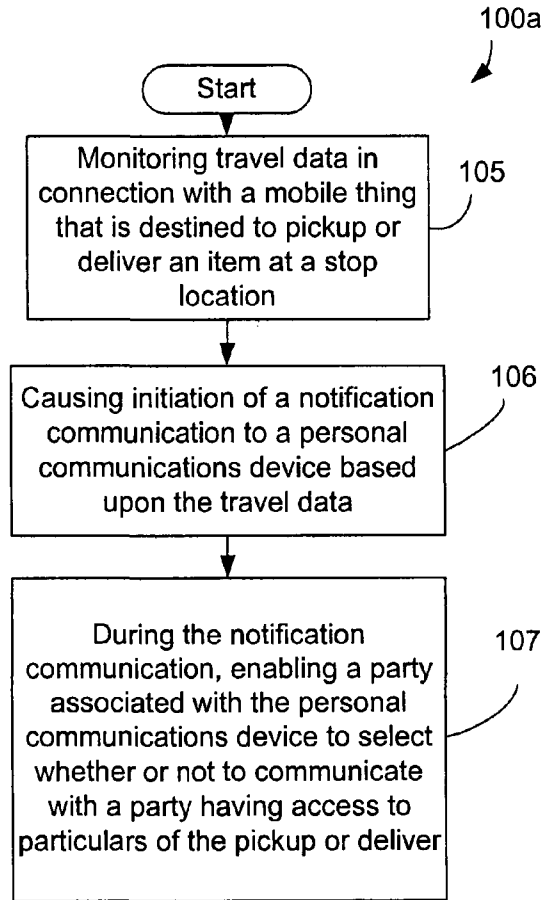 100a
Start
Monitoring travel data in
connection with a mobile thing
that is destined to pickup or
deliver an item at a stop
location
105
Causing initiation of a notification
communication to a personal
communications device based
upon the travel data
106
During the notification
communication, enabling a party
associated with the personal
communications device to select
whether or not to communicate
with a party having access to
particulars of the pickup or deliver
107